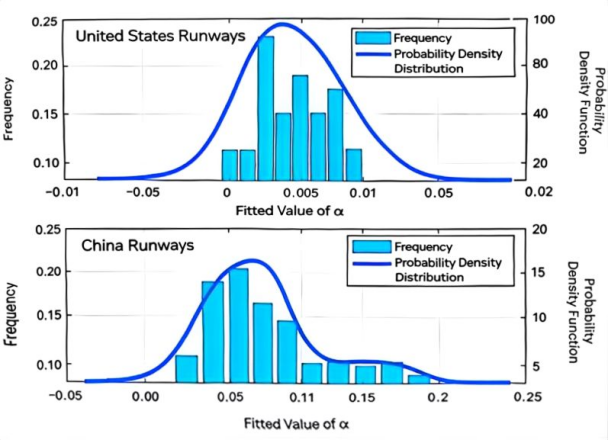 0.25
0.20
0.15
0.10
Frequency
United States Runways
Frequency
Probability Density
Distribution
100
80
40
20
Probability
Density Function
-0.01
-0.05
0
0.005
0.01
0.05
0.02
Fitted Value of α
0.25
0.20
0.15
0.10
Frequency
China Runways
Frequency
Probability Density
Distribution
20
15
10
5
Probability
Density Function
-0.05
0.00
0.05
0.11
0.15
0.2
0.25
Fitted Value of α